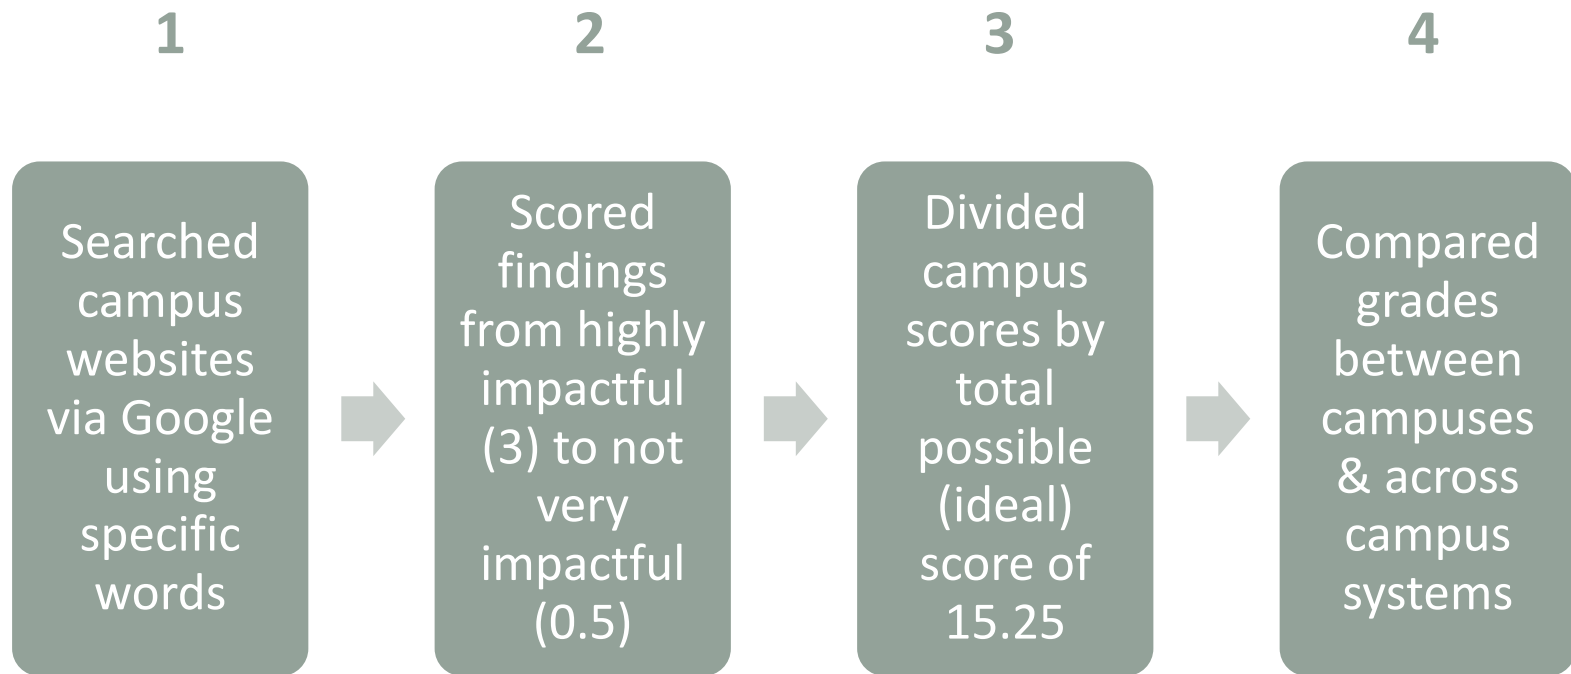 1
2
3
4
Searched
campus
websites
via Google
using
specific
words
Scored
findings
from highly
impactful
(3) to not
very
impactful
(0.5)
Divided
campus
scores by
total
possible
(ideal)
score of
15.25
Compared
grades
between
campuses
& across
campus
systems